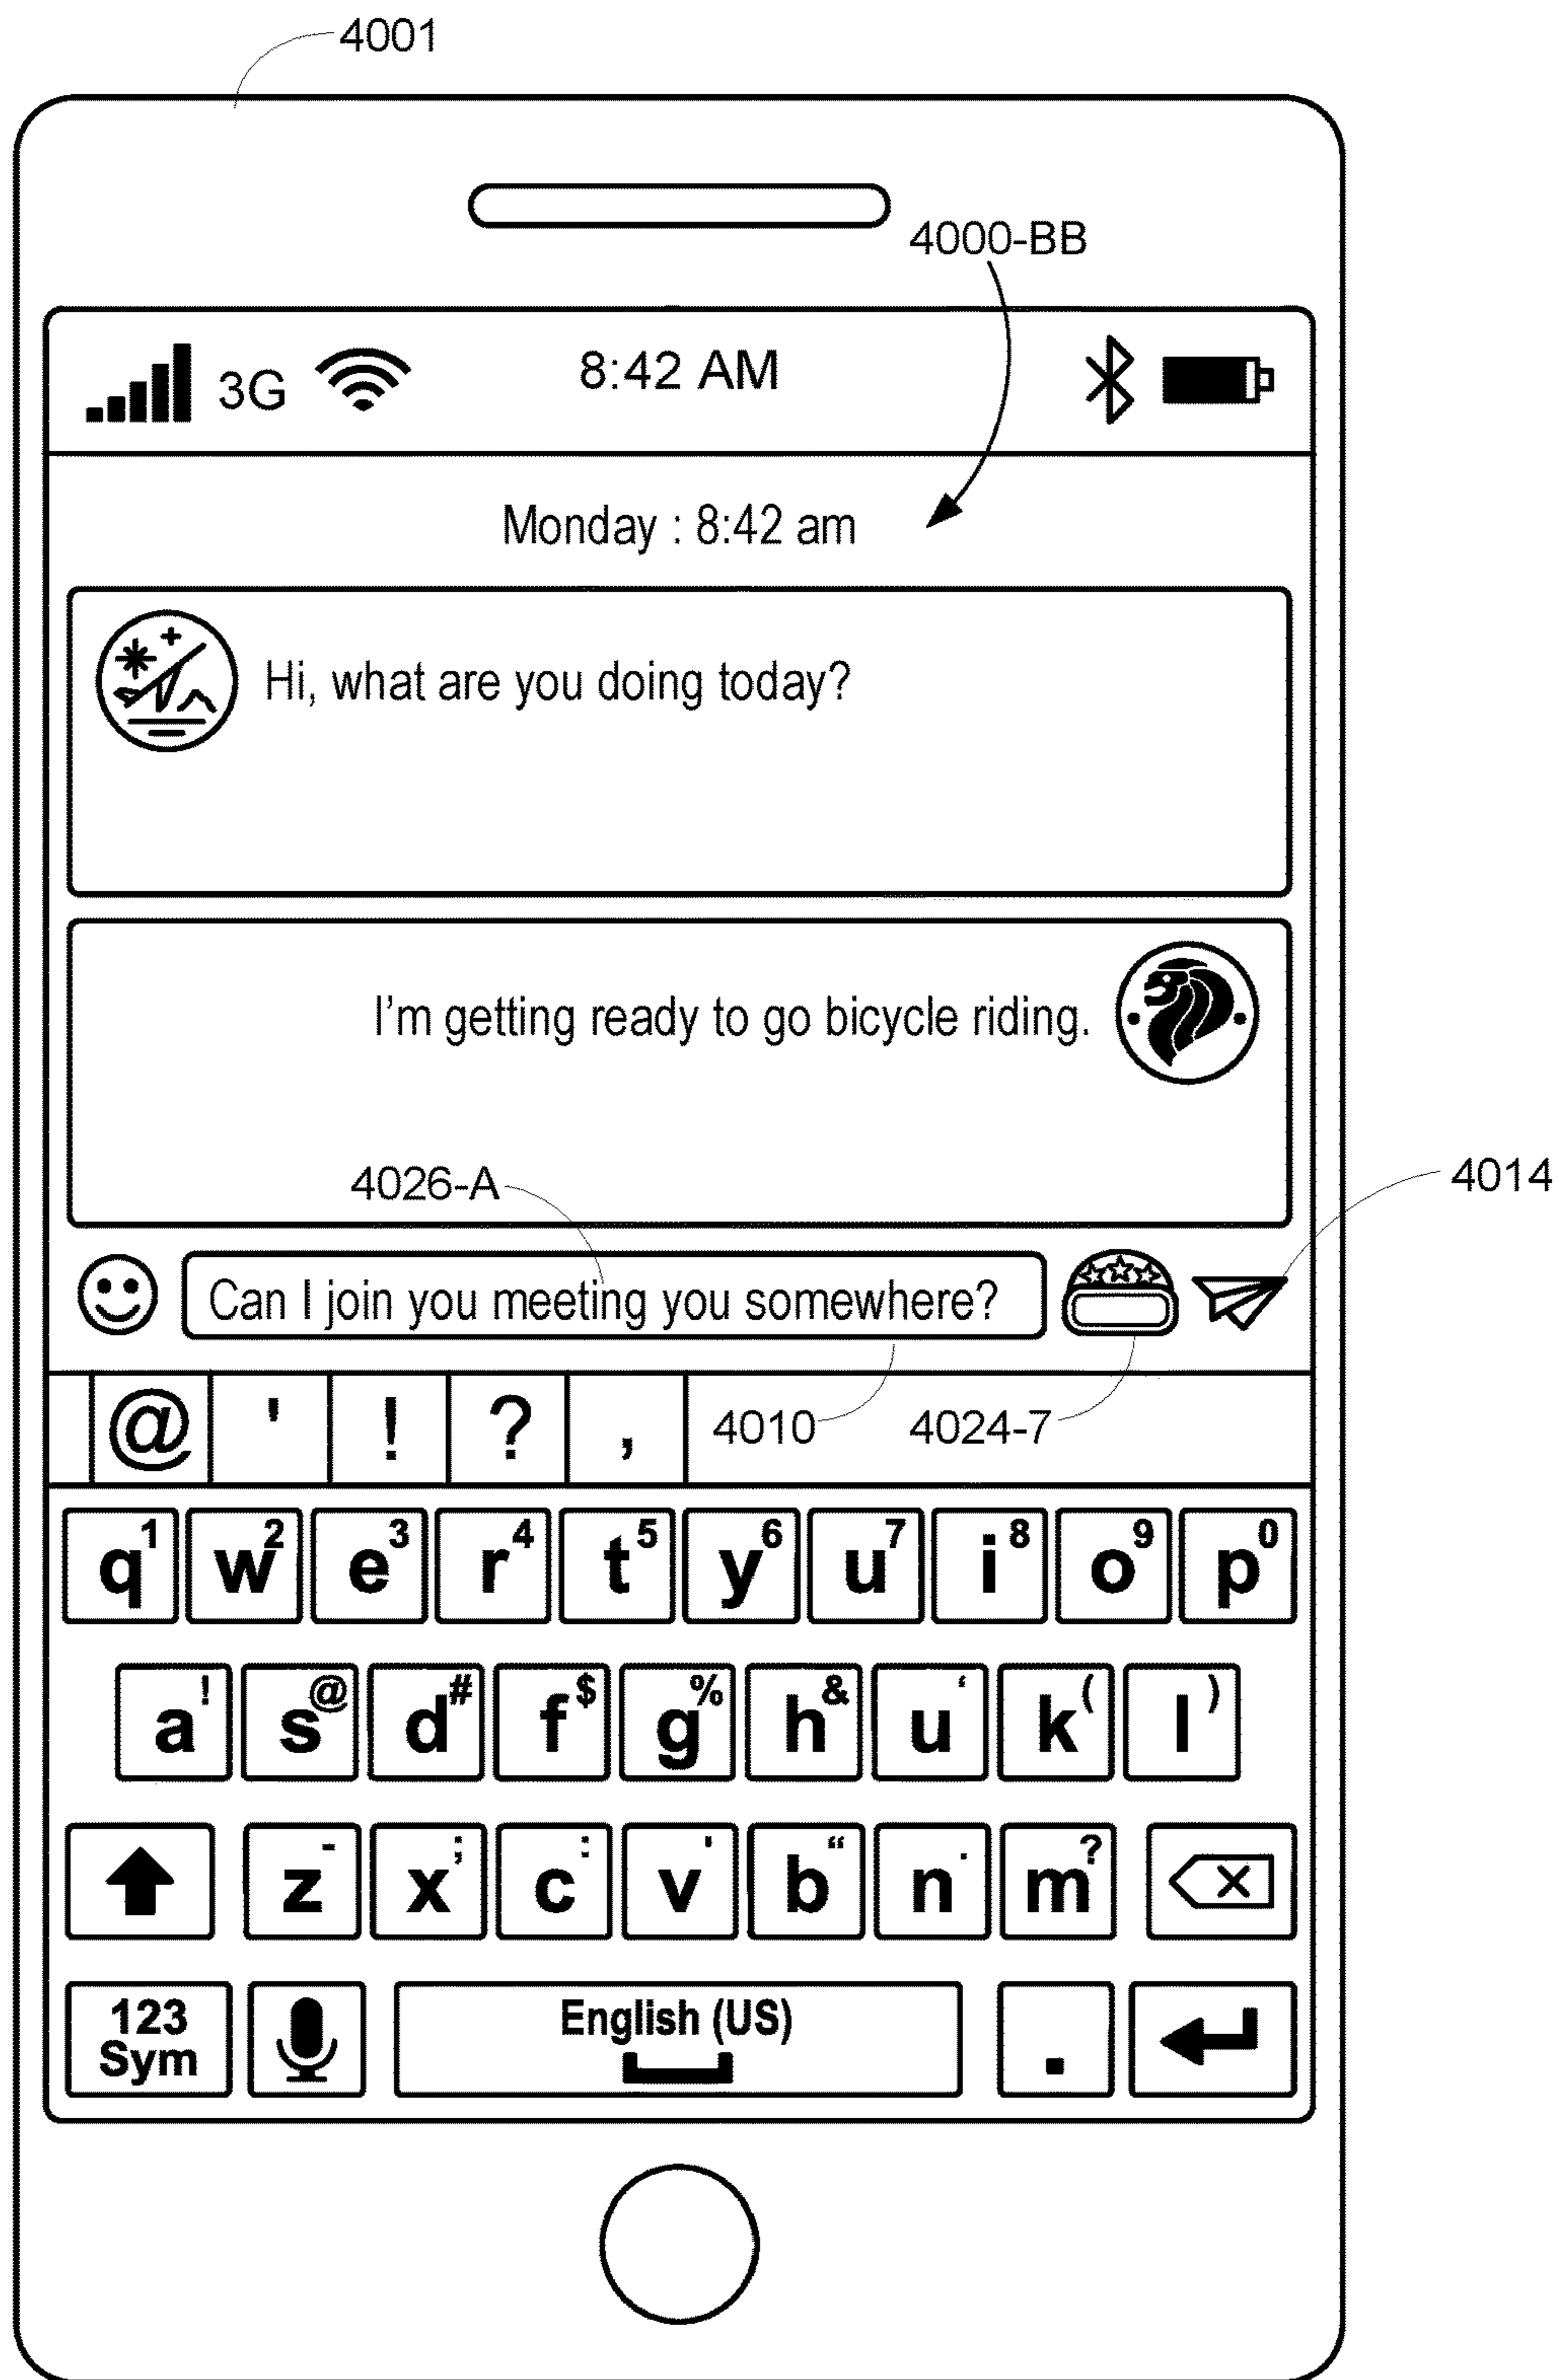 4001
4000-BB
3G 8:42 AM
Monday : 8:42 am
Hi, what are you doing today?
I'm getting ready to go bicycle riding.
4026-A
4014
Can I join you meeting you somewhere?
@ ' ! ? ,
4010 4024-7
q1 w2 e3 r4 t5 y6 u7 i8 o9 p0
a! s@ d# f$ g% h& u‘ k( l)
z- x; c: v' b“ n. m?
123
Sym
English (US)
.